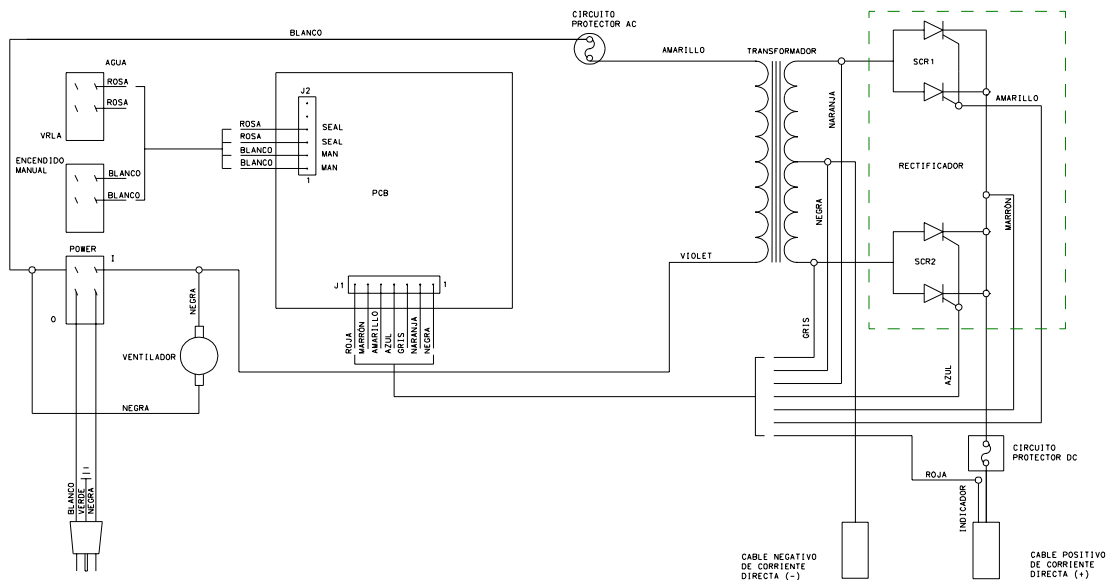 CIRCUITO
PROTECTOR AC
BLANCO
AMARILLO
TRANSFORMADOR
AGUA
ROSA
ROSA
VRLA
ENCENDIDO
MANUAL
BLANCO
BLANCO
J2
ROSA
SEAL
ROSA
SEAL
BLANCO
MAN
BLANCO
MAN
1
PCB
NARANJA
NEGRA
SCR1
AMARILLO
RECTIFICADOR
MARRÓN
SCR2
POWER
I
O
NEGRA
VENTILADOR
NEGRA
J1
1
ROJA
MARRÓN
AMARILLO
AZUL
GRIS
NARANJA
NEGRA
VIOLET
GRIS
AZUL
CIRCUITO
PROTECTOR DC
ROJA
INDICADOR
BLANCO
VERDE
NEGRA
CABLE NEGATIVO
DE CORRIENTE
DIRECTA (-)
CABLE POSITIVO
DE CORRIENTE
DIRECTA (+)